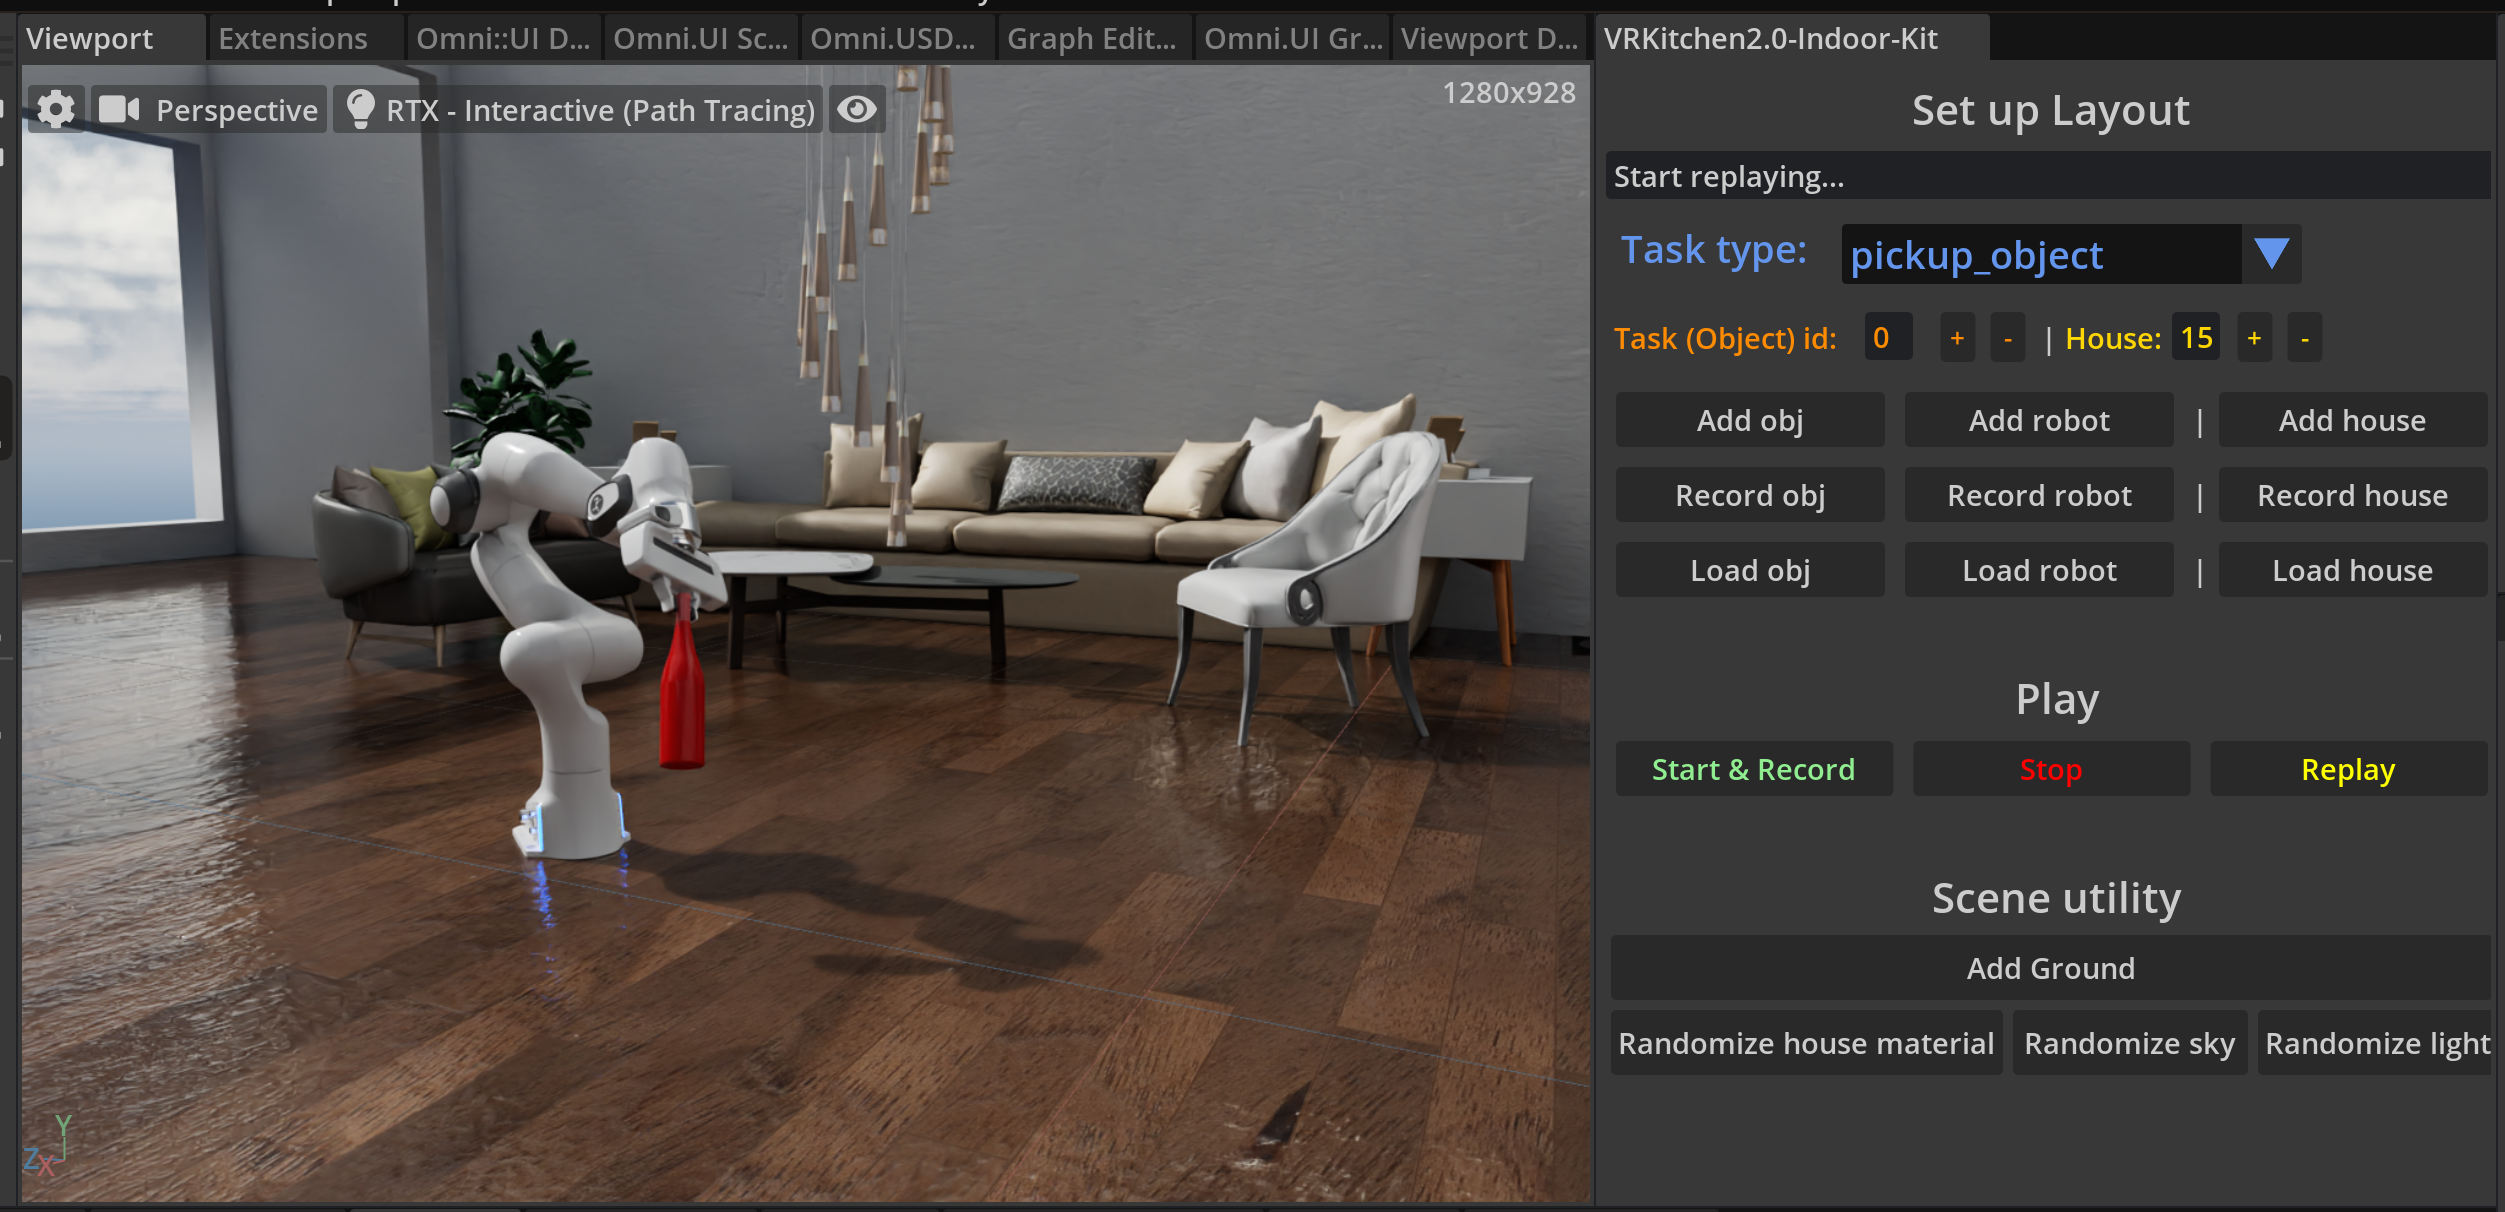 Viewport Extensions Omni::UI D... Omni.UI Sc... Omni.USD... Graph Edit... Omni.UI Gr... Viewport D...
Perspective RTX - Interactive (Path Tracing) 1280x928
Y
Z X
VRKitchen2.0-Indoor-Kit
Set up Layout
Start replaying...
Task type: pickup_object
Task (Object) id: 0 + - | House: 15 + -
Add obj Add robot | Add house
Record obj Record robot | Record house
Load obj Load robot | Load house
Play
Start & Record Stop Replay
Scene utility
Add Ground
Randomize house material Randomize sky Randomize light